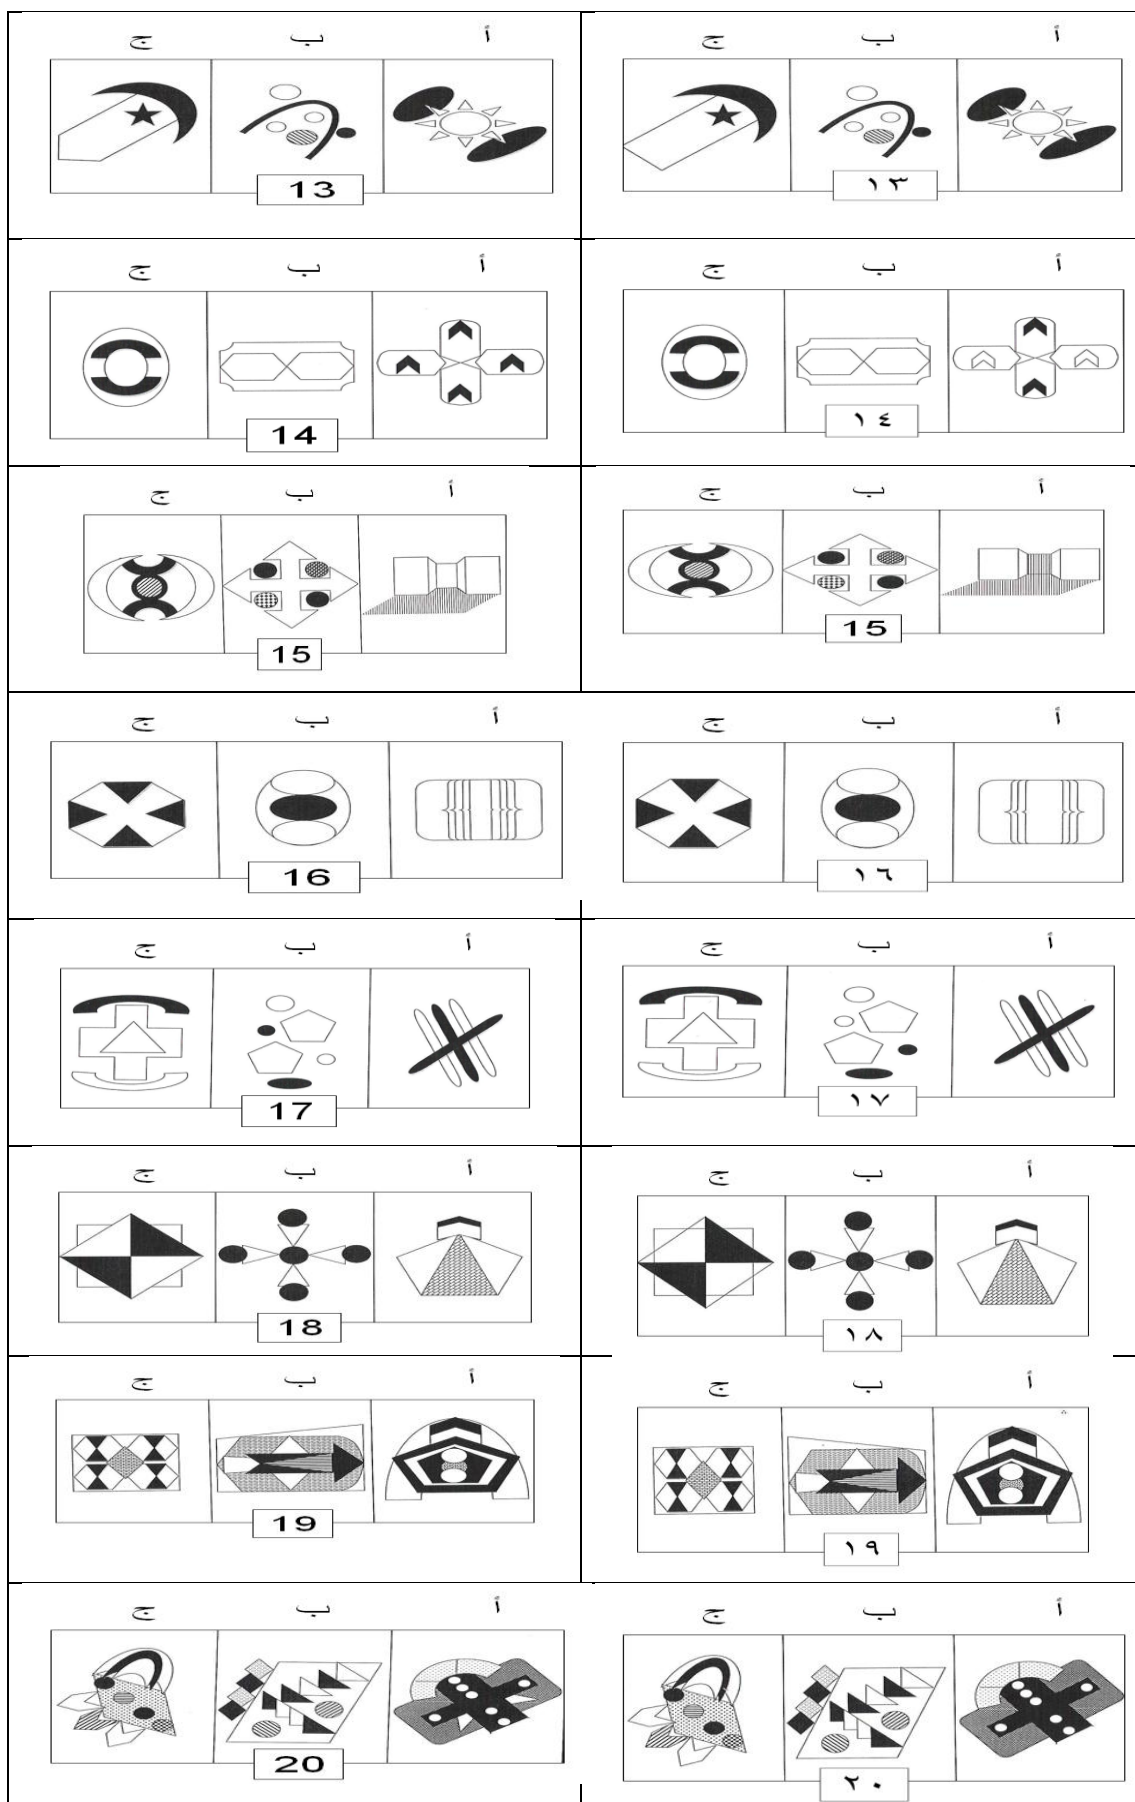 أ ب ج أ ب ج
١٣ 13
أ ب ج أ ب ج
١٤ 14
أ ب ج أ ب ج
15 15
أ ب ج أ ب ج
١٦ 16
أ ب ج أ ب ج
١٧ 17
أ ب ج أ ب ج
١٨ 18
أ ب ج أ ب ج
١٩ 19
أ ب ج أ ب ج
٢٠ 20